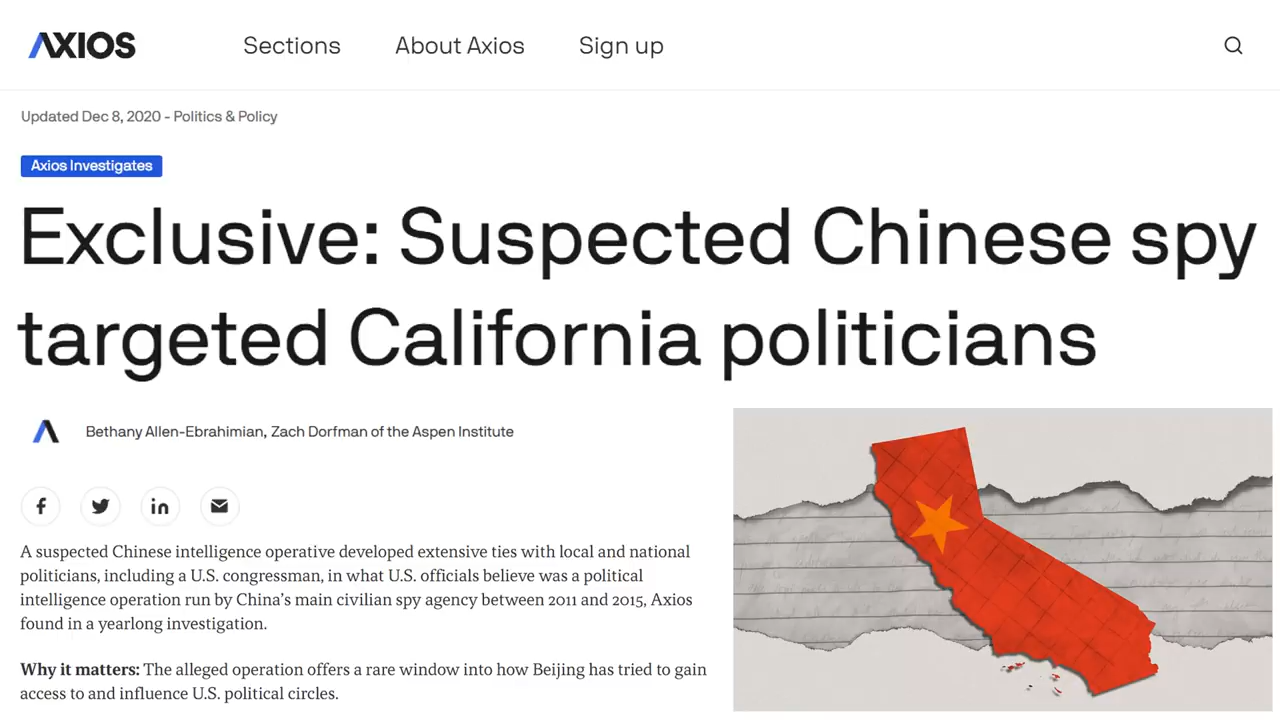 AXIOS
Sections
About Axios
Sign up
Updated Dec 8, 2020 - Politics & Policy
Axios Investigates
Exclusive: Suspected Chinese spy
targeted California politicians
Bethany Allen-Ebrahimian, Zach Dorfman of the Aspen Institute
A suspected Chinese intelligence operative developed extensive ties with local and national
politicians, including a U.S. congressman, in what U.S. officials believe was a political
intelligence operation run by China’s main civilian spy agency between 2011 and 2015, Axios
found in a yearlong investigation.
Why it matters: The alleged operation offers a rare window into how Beijing has tried to gain
access to and influence U.S. political circles.